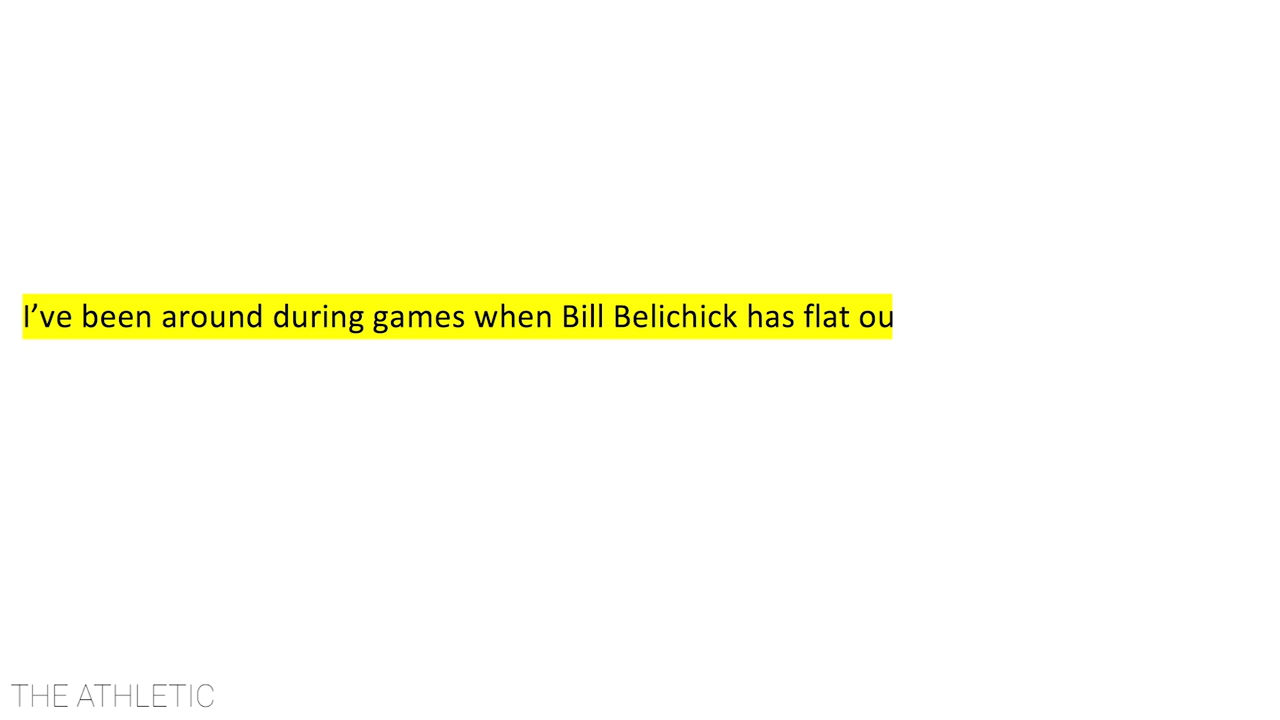 I’ve been around during games when Bill Belichick has flat ou
THE ATHLETIC